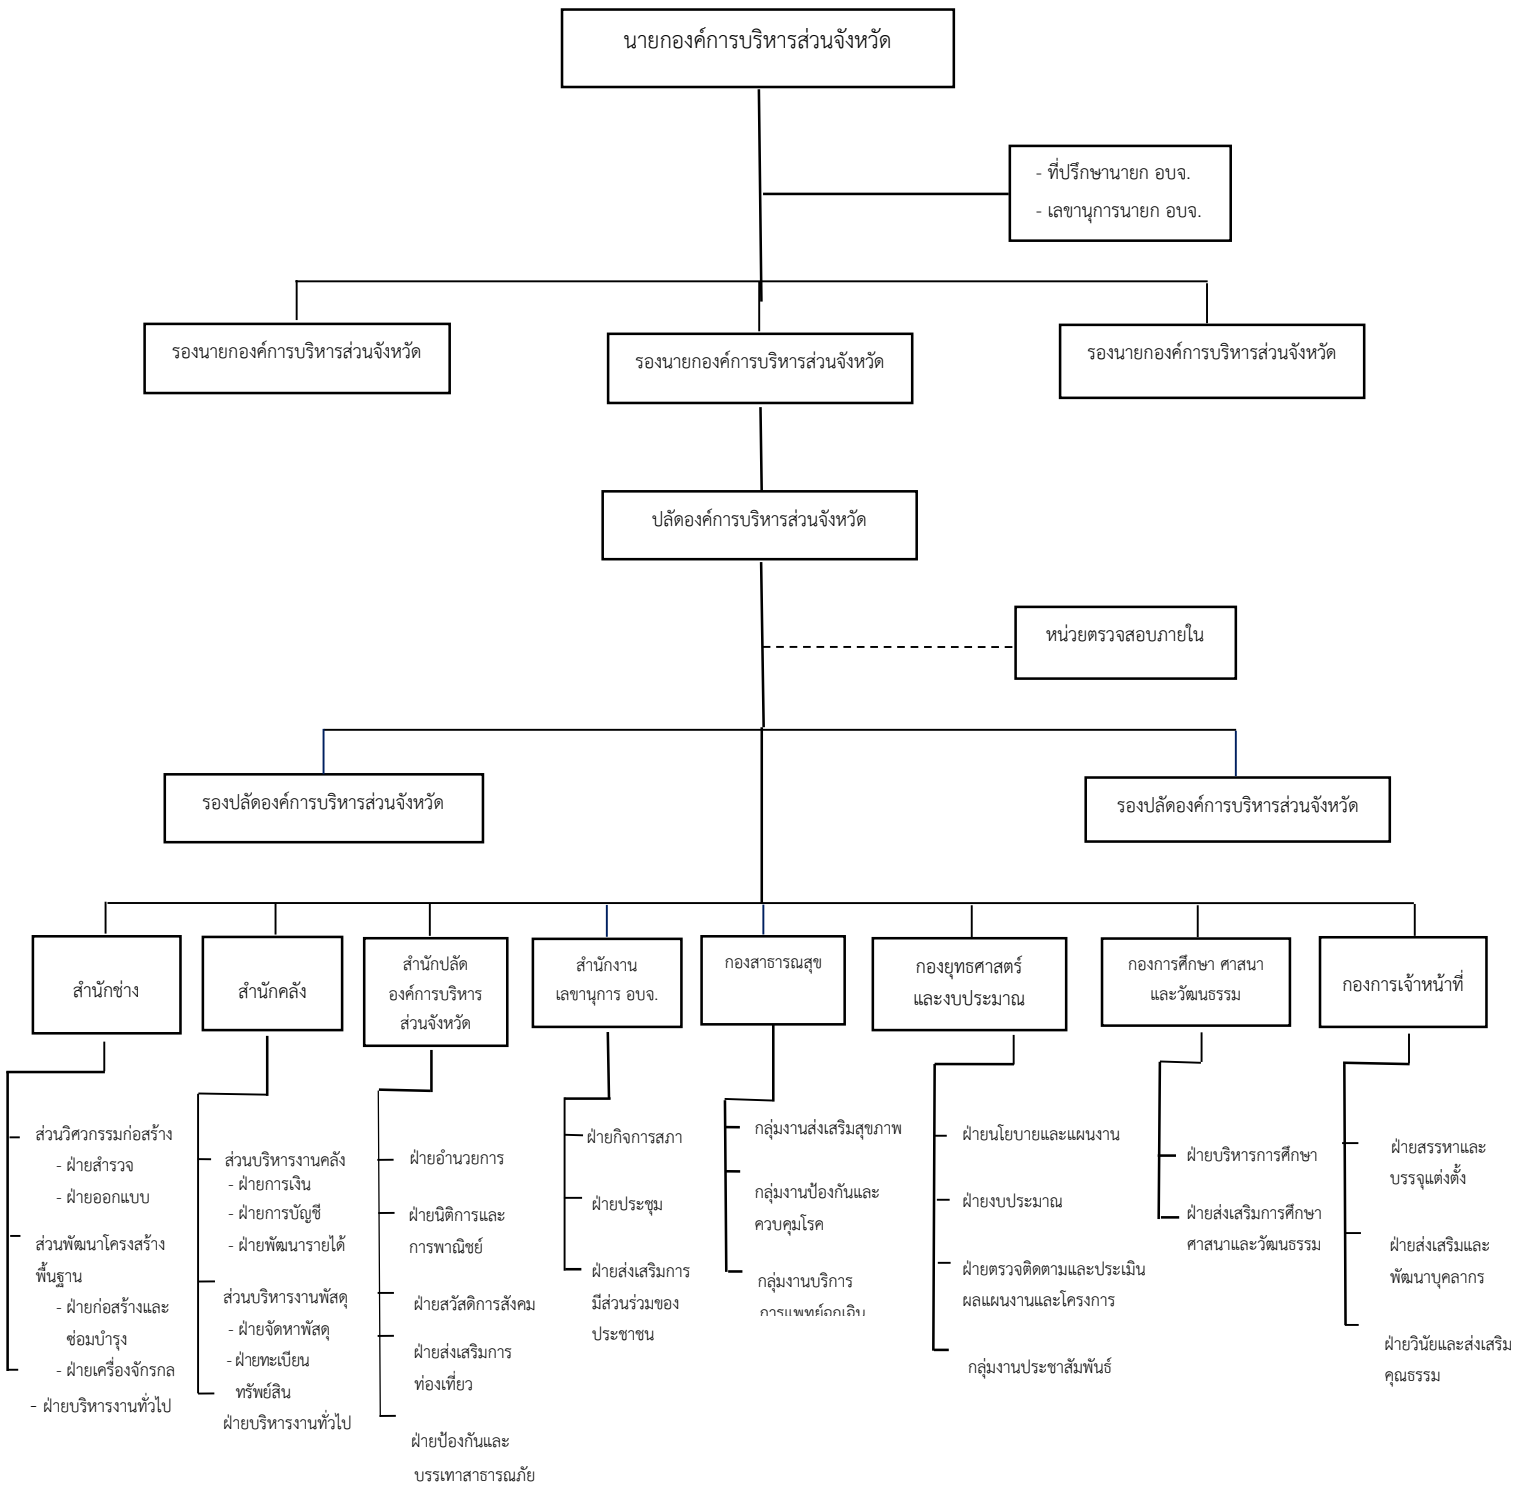 นายกองค์การบริหารส่วนจังหวัด
- ที่ปรึกษานายก อบจ.
- เลขานุการนายก อบจ.
รองนายกองค์การบริหารส่วนจังหวัด
รองนายกองค์การบริหารส่วนจังหวัด
รองนายกองค์การบริหารส่วนจังหวัด
ปลัดองค์การบริหารส่วนจังหวัด
หน่วยตรวจสอบภายใน
รองปลัดองค์การบริหารส่วนจังหวัด
รองปลัดองค์การบริหารส่วนจังหวัด
สำนักช่าง
ส่วนวิศวกรรมก่อสร้าง
- ฝ่ายสำรวจ
- ฝ่ายออกแบบ
ส่วนพัฒนาโครงสร้าง
พื้นฐาน
- ฝ่ายก่อสร้างและ
ซ่อมบำรุง
- ฝ่ายเครื่องจักรกล
- ฝ่ายบริหารงานทั่วไป
สำนักคลัง
ส่วนบริหารงานคลัง
- ฝ่ายการเงิน
- ฝ่ายการบัญชี
- ฝ่ายพัฒนารายได้
ส่วนบริหารงานพัสดุ
- ฝ่ายจัดหาพัสดุ
- ฝ่ายทะเบียน
ทรัพย์สิน
ฝ่ายบริหารงานทั่วไป
สำนักปลัด
องค์การบริหาร
ส่วนจังหวัด
ฝ่ายอำนวยการ
ฝ่ายนิติการและ
การพาณิชย์
ฝ่ายสวัสดิการสังคม
ฝ่ายส่งเสริมการ
ท่องเที่ยว
ฝ่ายป้องกันและ
บรรเทาสาธารณภัย
สำนักงาน
เลขานุการ อบจ.
ฝ่ายกิจการสภา
ฝ่ายประชุม
ฝ่ายส่งเสริมการ
มีส่วนร่วมของ
ประชาชน
กองสาธารณสุข
กลุ่มงานส่งเสริมสุขภาพ
กลุ่มงานป้องกันและ
ควบคุมโรค
กลุ่มงานบริการ
การแพทย์ฉุกเฉิน
กองยุทธศาสตร์
และงบประมาณ
ฝ่ายนโยบายและแผนงาน
ฝ่ายงบประมาณ
ฝ่ายตรวจติดตามและประเมิน
ผลแผนงานและโครงการ
กลุ่มงานประชาสัมพันธ์
กองการศึกษา ศาสนา
และวัฒนธรรม
ฝ่ายบริหารการศึกษา
ฝ่ายส่งเสริมการศึกษา
ศาสนาและวัฒนธรรม
กองการเจ้าหน้าที่
ฝ่ายสรรหาและ
บรรจุแต่งตั้ง
ฝ่ายส่งเสริมและ
พัฒนาบุคลากร
ฝ่ายวินัยและส่งเสริม
คุณธรรม